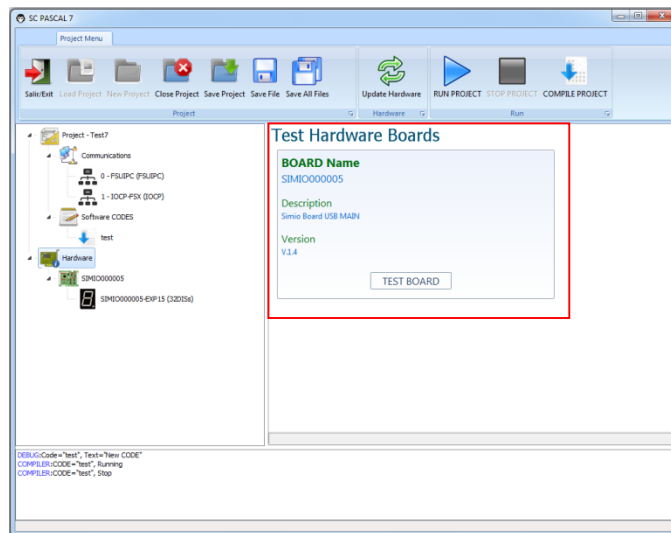 SC PASCAL 7
Project Menu
Salir/Exit Load Project New Proyect Close Project Save Project Save File Save All Files Update Hardware RUN PROJECT STOP PROJECT COMPILE PROJECT
Project Hardware Run
Project - Test7
Communications
0 - FSUIPC (FSUIPC)
1 - IOCP-FSX (IOCP)
Software CODES
test
Hardware
SIMIO000005
SIMIO000005-EXP15 (32DISs)
Test Hardware Boards
BOARD Name
SIMIO000005
Description
Simio Board USB MAIN
Version
V.1.4
TEST BOARD
DEBUG:Code="test", Text="New CODE"
COMPILER:CODE="test", Running
COMPILER:CODE="test", Stop